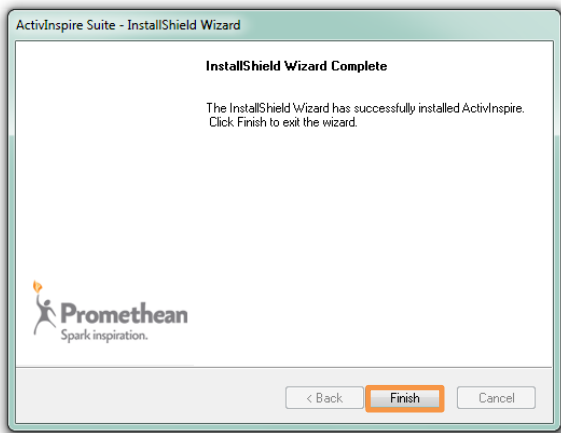 ActivInspire Suite - InstallShield Wizard
InstallShield Wizard Complete
The InstallShield Wizard has successfully installed ActivInspire.
Click Finish to exit the wizard.
Promethean
Spark inspiration.
< Back
Finish
Cancel